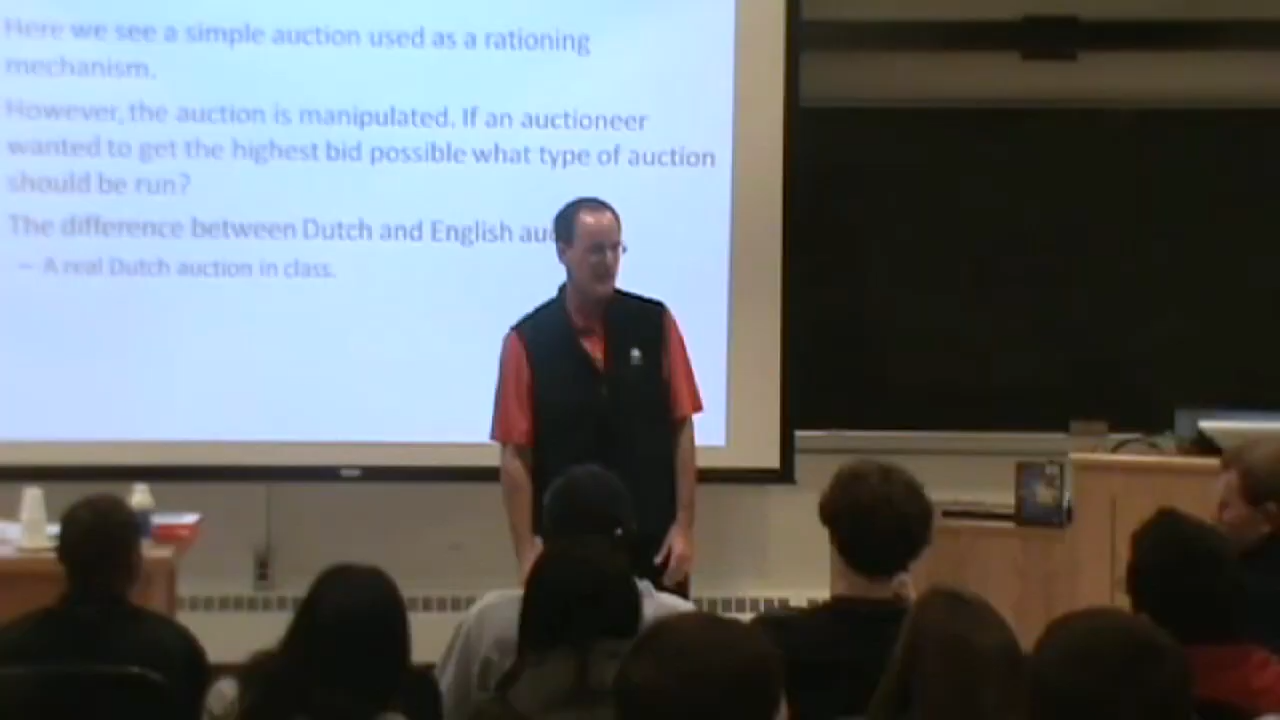 Here we see a simple auction used as a rationing
mechanism.
However, the auction is manipulated. If an auctioneer
wanted to get the highest bid possible what type of auction
should be run?
The difference between Dutch and English
– A real Dutch auction in class.